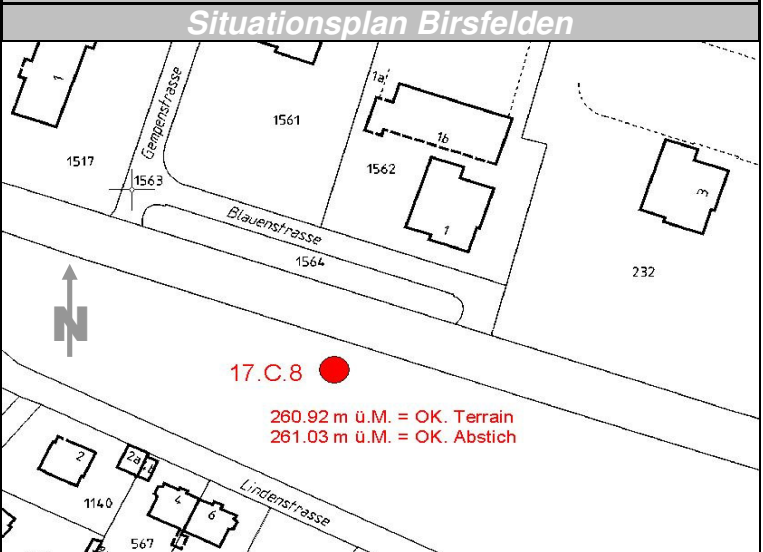 Situationsplan Birsfelden
1
Gempenstrasse
1561
1a
1b
1517
1562
1563
3
Blauenstrasse
1
1564
232
N
17.C.8
260.92 m ü.M. = OK. Terrain
261.03 m ü.M. = OK. Abstich
2
2a
1140
4
6
Lindenstrasse
567